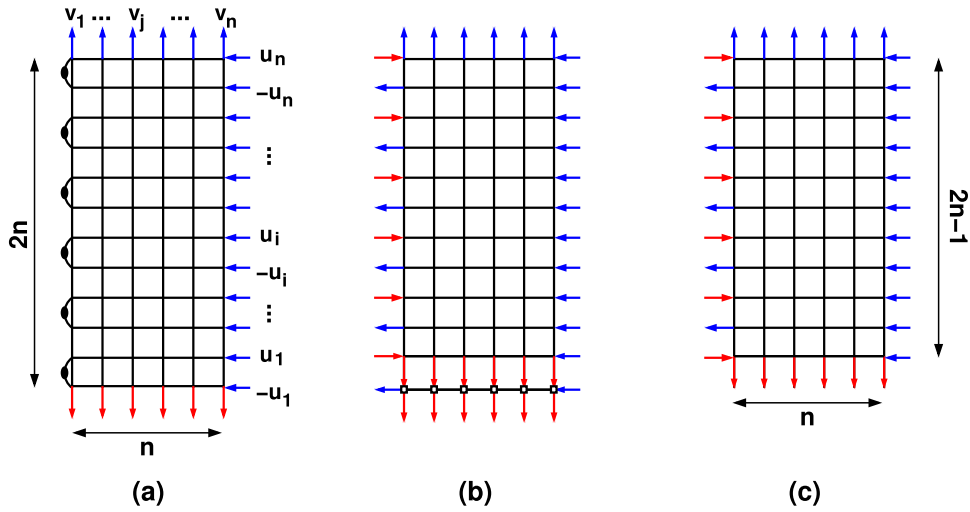 v1 ... vj ... vn
un
−un
...
ui
−ui
...
u1
−u1
2n
n
2n−1
n
(a) (b) (c)